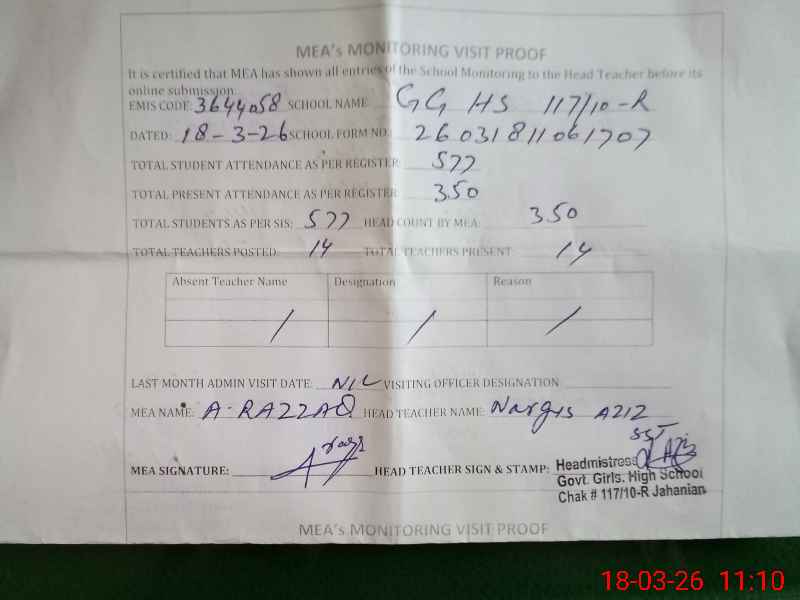 MEA's MONITORING VISIT PROOF
It is certified that MEA has shown all entries of the School Monitoring to the Head Teacher before its
online submission.
EMIS CODE: 3644058 SCHOOL NAME: GG HS 117/10-R
DATED: 18-3-26 SCHOOL FORM NO: 26031811061707
TOTAL STUDENT ATTENDANCE AS PER REGISTER: 577
TOTAL PRESENT ATTENDANCE AS PER REGISTER: 350
TOTAL STUDENTS AS PER SIS: 577 HEAD COUNT BY MEA: 350
TOTAL TEACHERS POSTED: 14 TOTAL TEACHERS PRESENT 14
Absent Teacher Name Designation Reason
/ / /
LAST MONTH ADMIN VISIT DATE: NIL VISITING OFFICER DESIGNATION
MEA NAME: A-RAZZAQ HEAD TEACHER NAME: Nargis AZIZ
SST
MEA SIGNATURE: HEAD TEACHER SIGN & STAMP: Headmistress
Govt. Girls. High School
Chak # 117/10-R Jahanian
MEA's MONITORING VISIT PROOF
18-03-26 11:10